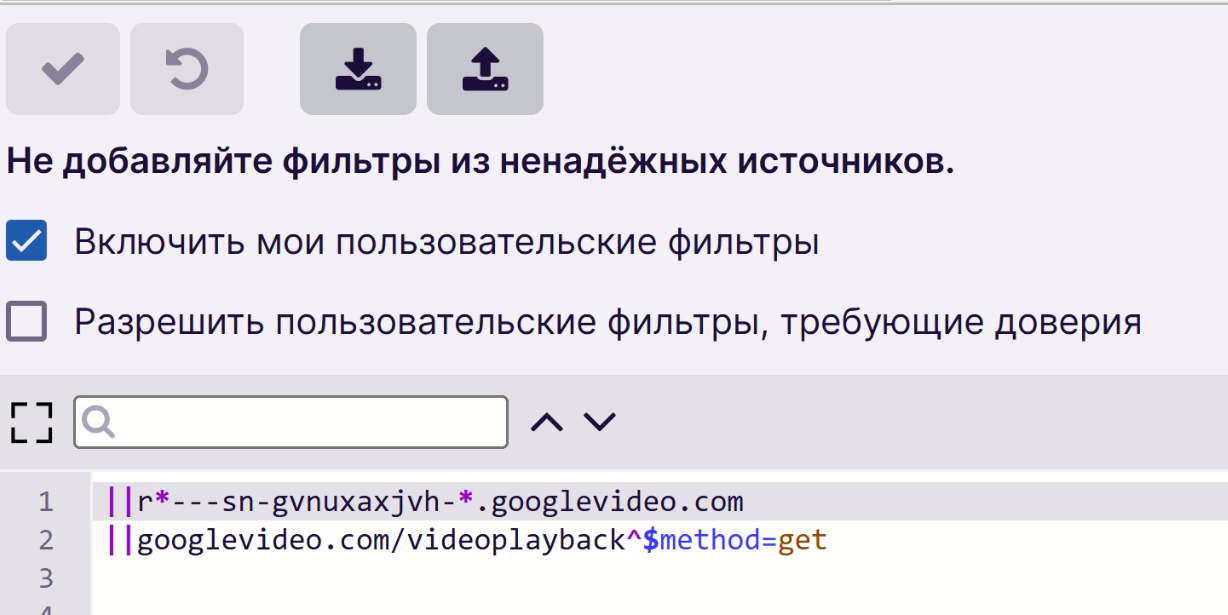 Не добавляйте фильтры из ненадёжных источников.
Включить мои пользовательские фильтры
Разрешить пользовательские фильтры, требующие доверия
1 ||r*---sn-gvnuxaxjvh-*.googlevideo.com
2 ||googlevideo.com/videoplayback^$method=get
3
4